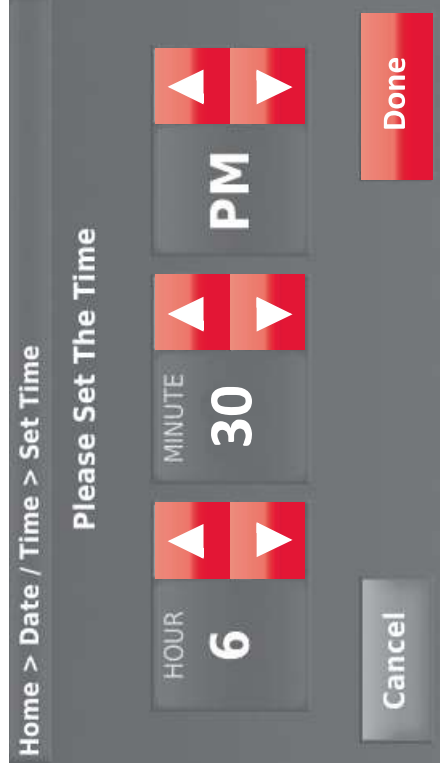 Home > Date / Time > Set Time
Please Set The Time
HOUR
6
MINUTE
30
PM
Cancel
Done